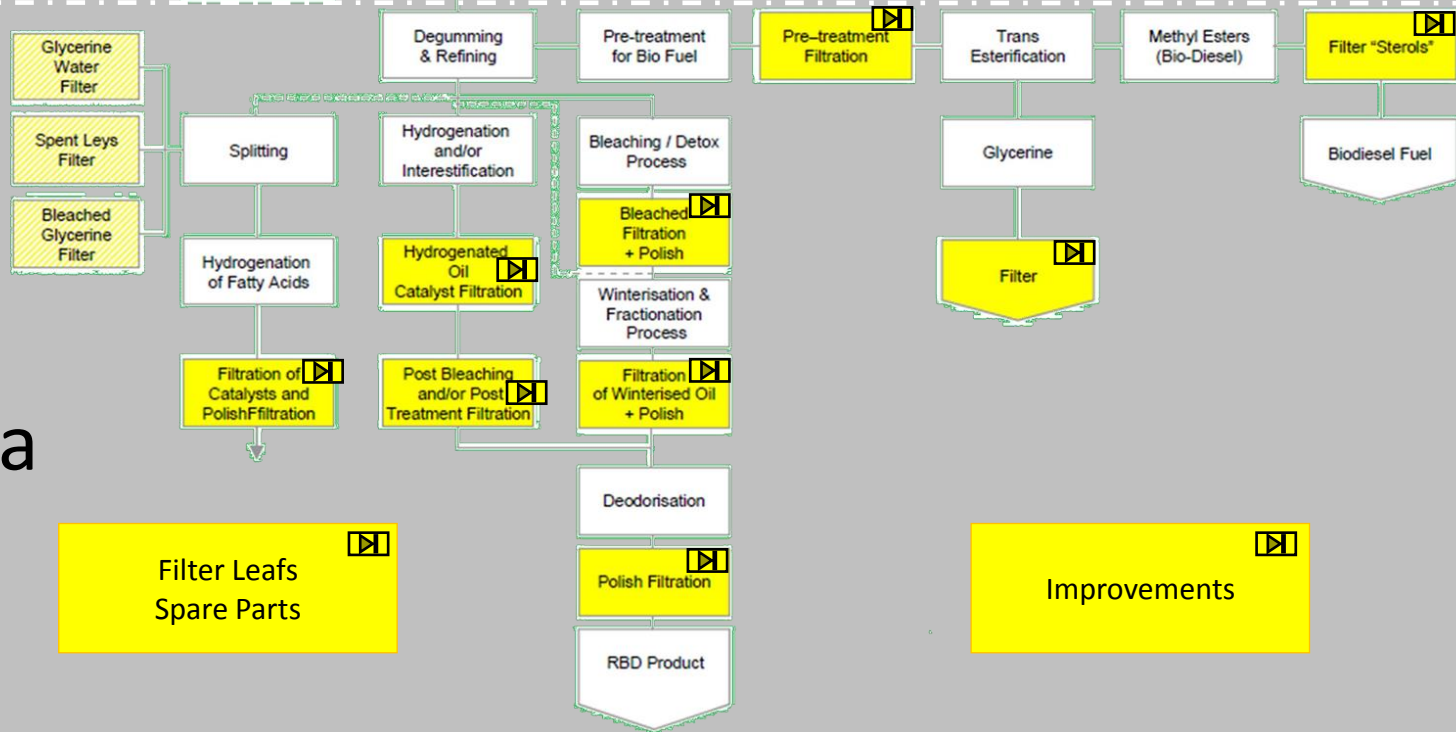 Glycerine
Water
Filter
Degumming
& Refining
Pre-treatment
for Bio Fuel
Pre–treatment
Filtration
Trans
Esterification
Methyl Esters
(Bio-Diesel)
Filter “Sterols”
Spent Leys
Filter
Splitting
Hydrogenation
and/or
Interestification
Bleaching / Detox
Process
Glycerine
Biodiesel Fuel
Bleached
Glycerine
Filter
Hydrogenation
of Fatty Acids
Hydrogenated
Oil
Catalyst Filtration
Bleached
Filtration
+ Polish
Filter
Winterisation &
Fractionation
Process
Filtration of
Catalysts and
PolishFfiltration
Post Bleaching
and/or Post
Treatment Filtration
Filtration
of Winterised Oil
+ Polish
a
Deodorisation
Filter Leafs
Spare Parts
Polish Filtration
Improvements
RBD Product